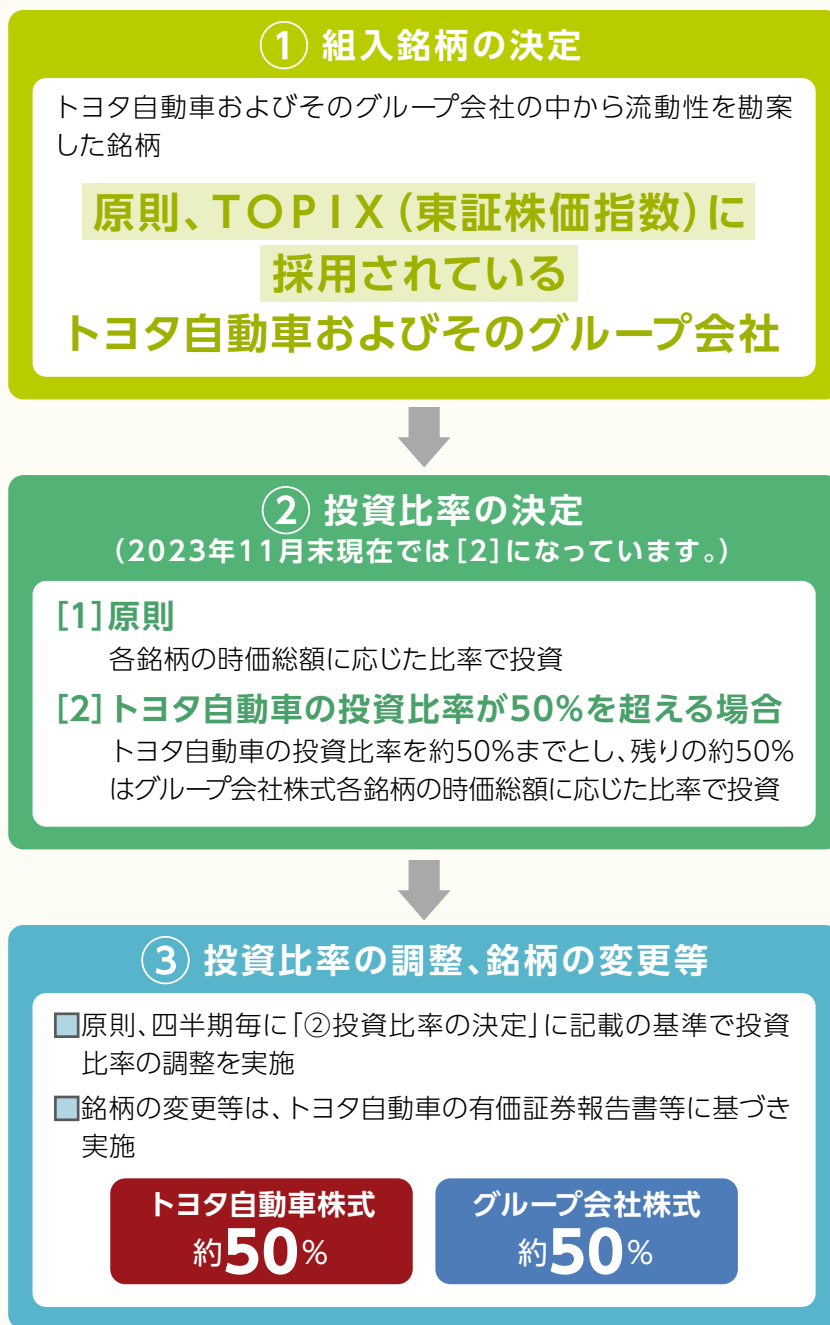 ① 組入銘柄の決定
トヨタ自動車およびそのグループ会社の中から流動性を勘案
した銘柄
原則、TOPIX(東証株価指数)に
採用されている
トヨタ自動車およびそのグループ会社
② 投資比率の決定
(2023年11月末現在では[2]になっています。)
[1]原則
各銘柄の時価総額に応じた比率で投資
[2]トヨタ自動車の投資比率が50%を超える場合
トヨタ自動車の投資比率を約50%までとし、残りの約50%
はグループ会社株式各銘柄の時価総額に応じた比率で投資
③ 投資比率の調整、銘柄の変更等
■原則、四半期毎に「②投資比率の決定」に記載の基準で投資
比率の調整を実施
■銘柄の変更等は、トヨタ自動車の有価証券報告書等に基づき
実施
トヨタ自動車株式
約50%
グループ会社株式
約50%